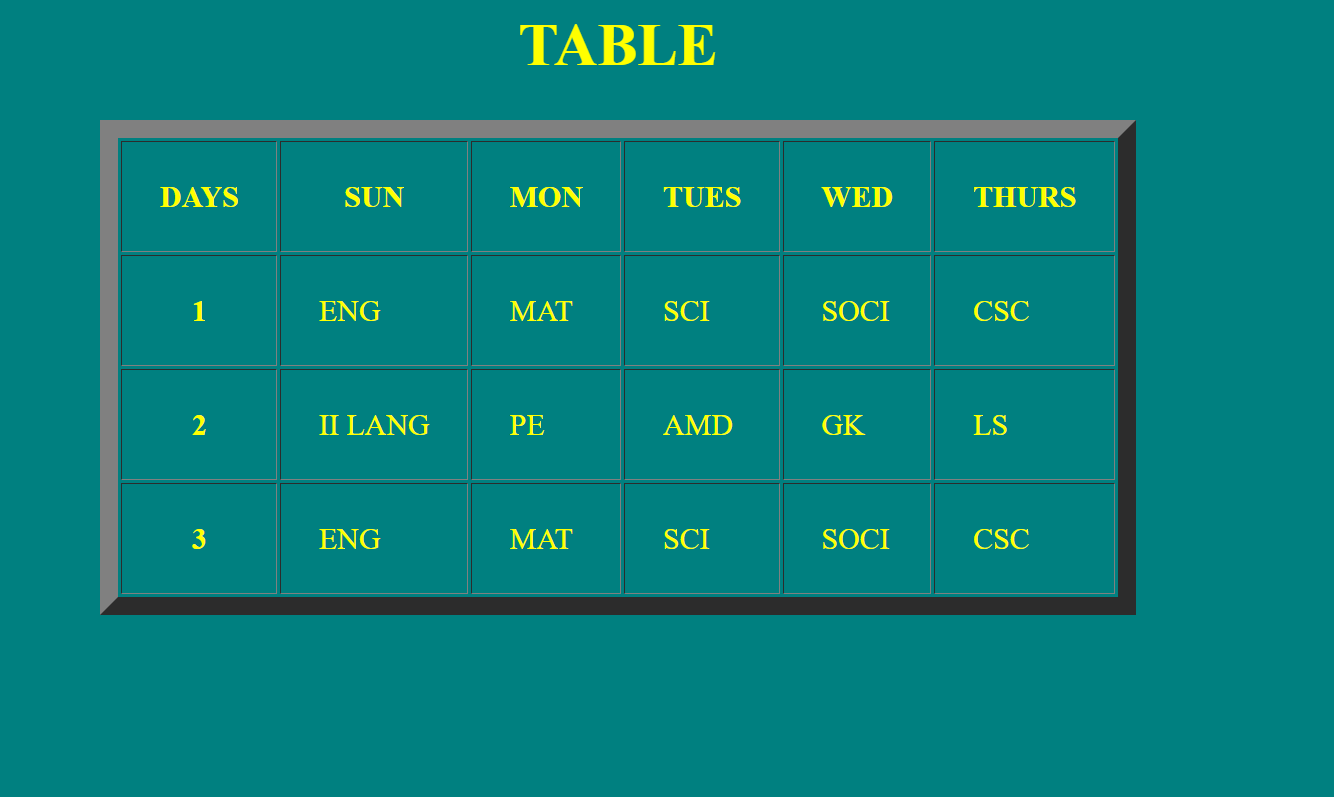 TABLE
DAYS SUN MON TUES WED THURS
1 ENG MAT SCI SOCI CSC
2 II LANG PE AMD GK LS
3 ENG MAT SCI SOCI CSC